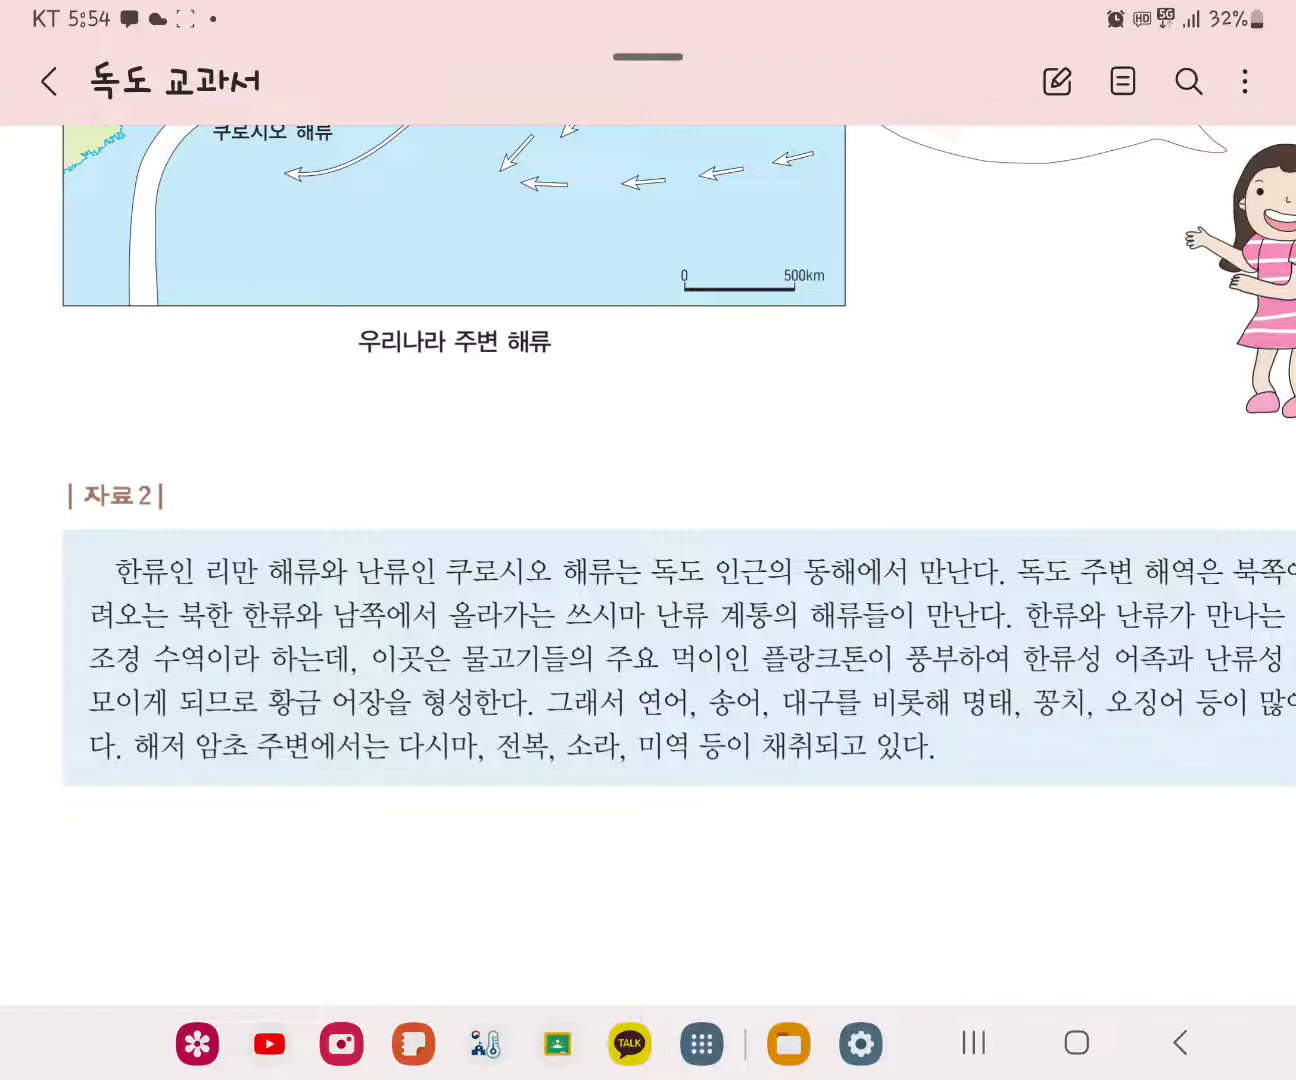 KT 5:54
HD 5G 32%
독도 교과서
쿠로시오 해류
0 500km
우리나라 주변 해류
| 자료2 |
한류인 리만 해류와 난류인 쿠로시오 해류는 독도 인근의 동해에서 만난다. 독도 주변 해역은 북쪽에
려오는 북한 한류와 남쪽에서 올라가는 쓰시마 난류 계통의 해류들이 만난다. 한류와 난류가 만나는
조경 수역이라 하는데, 이곳은 물고기들의 주요 먹이인 플랑크톤이 풍부하여 한류성 어족과 난류성
모이게 되므로 황금 어장을 형성한다. 그래서 연어, 송어, 대구를 비롯해 명태, 꽁치, 오징어 등이 많
다. 해저 암초 주변에서는 다시마, 전복, 소라, 미역 등이 채취되고 있다.
TALK